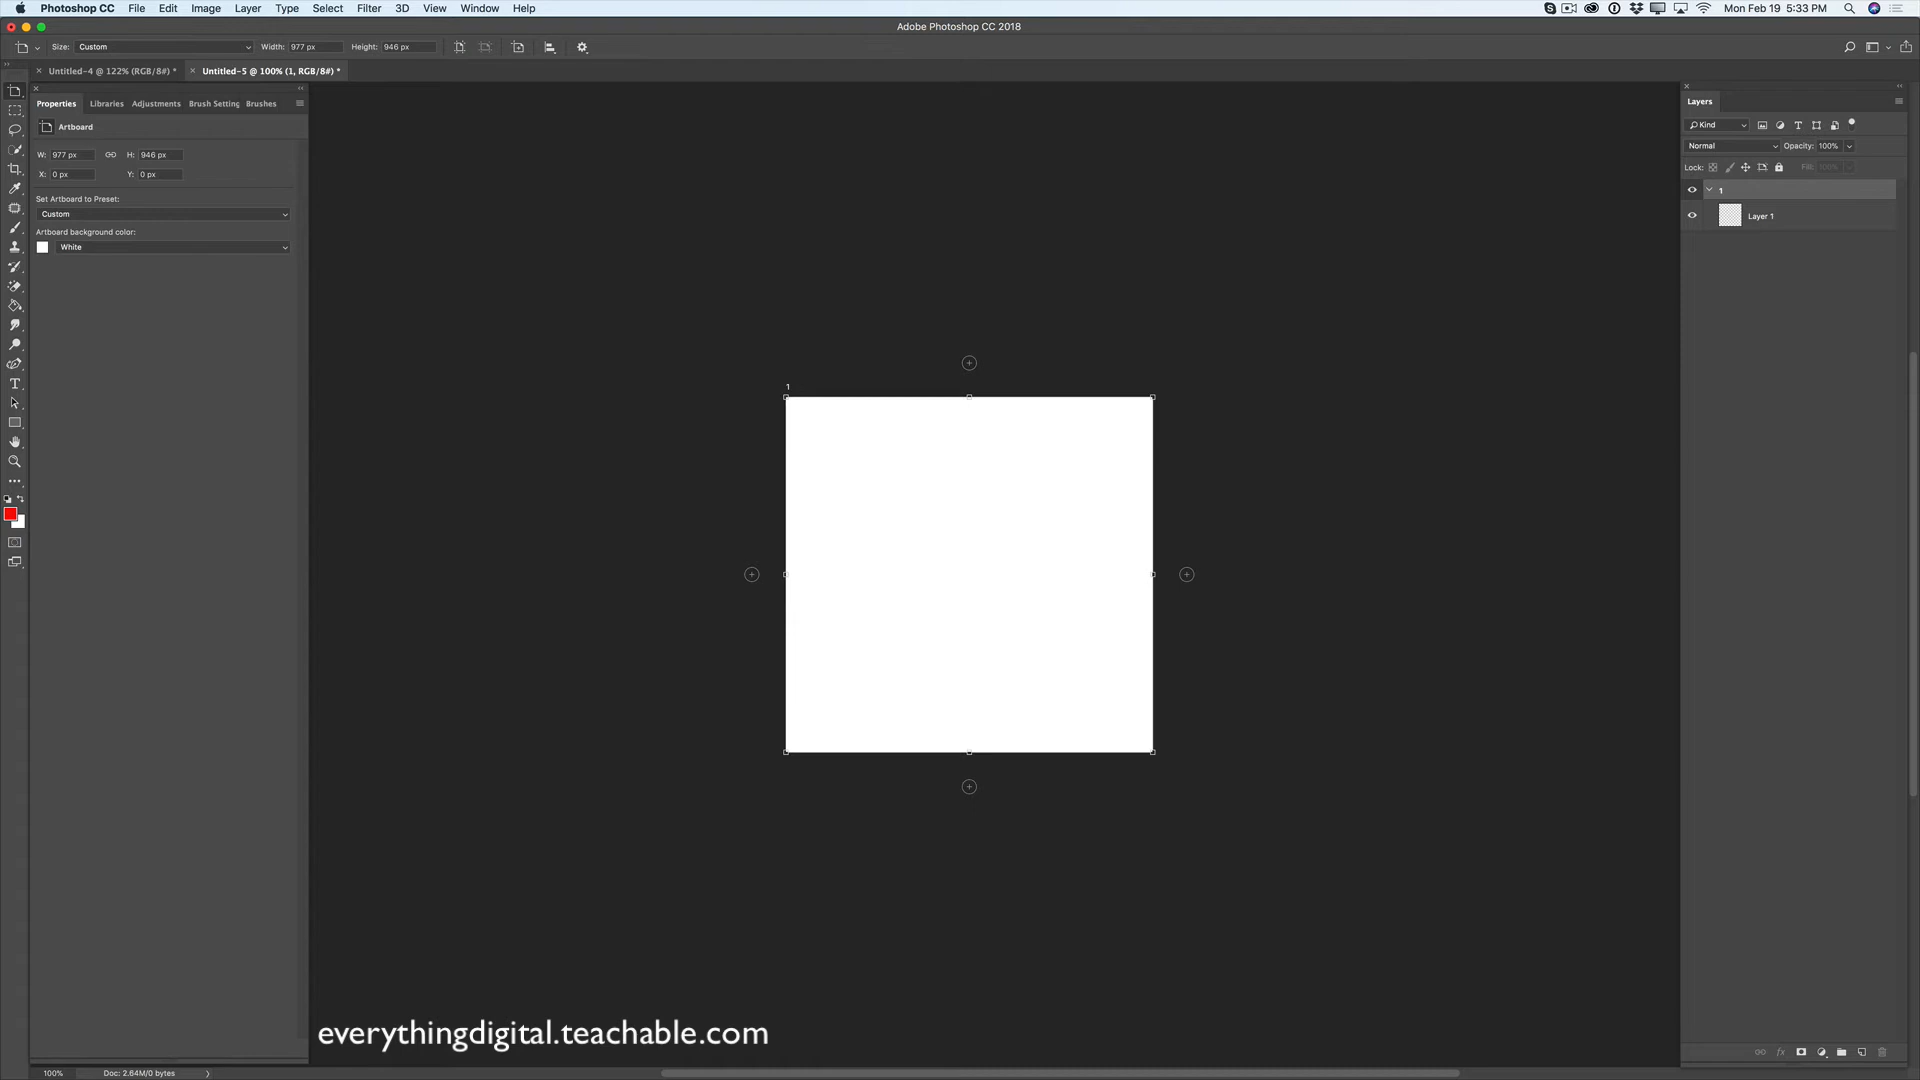 Photoshop CC File Edit Image Layer Type Select Filter 3D View Window Help Mon Feb 19 5:33 PM
Adobe Photoshop CC 2018
Size: Custom Width: 977 px Height: 946 px
Untitled-4 @ 122% (RGB/8#) * Untitled-5 @ 100% (1, RGB/8#) *
Properties Libraries Adjustments Brush Setting Brushes
Artboard
W: 977 px H: 946 px
X: 0 px Y: 0 px
Set Artboard to Preset:
Custom
Artboard background color:
White
1
Layers
Kind
Normal Opacity: 100%
Lock: Fill: 100%
1
Layer 1
everythingdigital.teachable.com
100% Doc: 2.64M/0 bytes